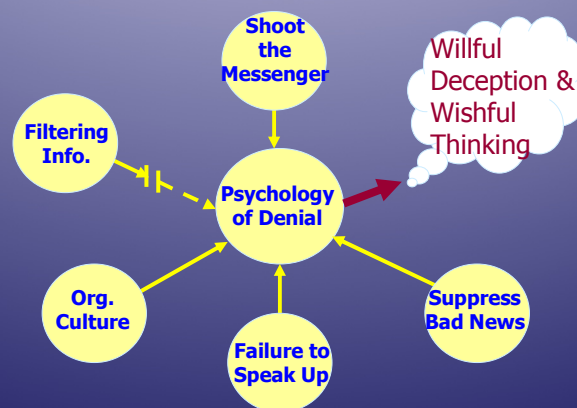 Shoot
the
Messenger
Willful
Deception &
Wishful
Thinking
Filtering
Info.
Psychology
of Denial
Org.
Culture
Failure to
Speak Up
Suppress
Bad News